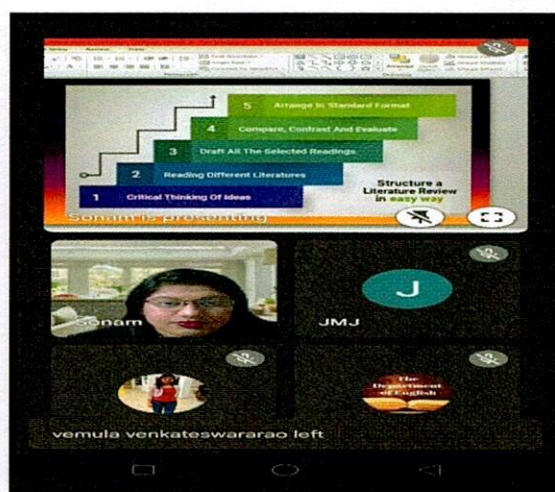 5 Arrange In Standard Format
4 Compare, Contrast And Evaluate
3 Draft All The Selected Readings
2 Reading Different Literatures
1 Critical Thinking Of Ideas
Structure a
Literature Review
in easy way
Sonam is presenting
Sonam
J
JMJ
The
Department
of English
vemula venkateswararao left